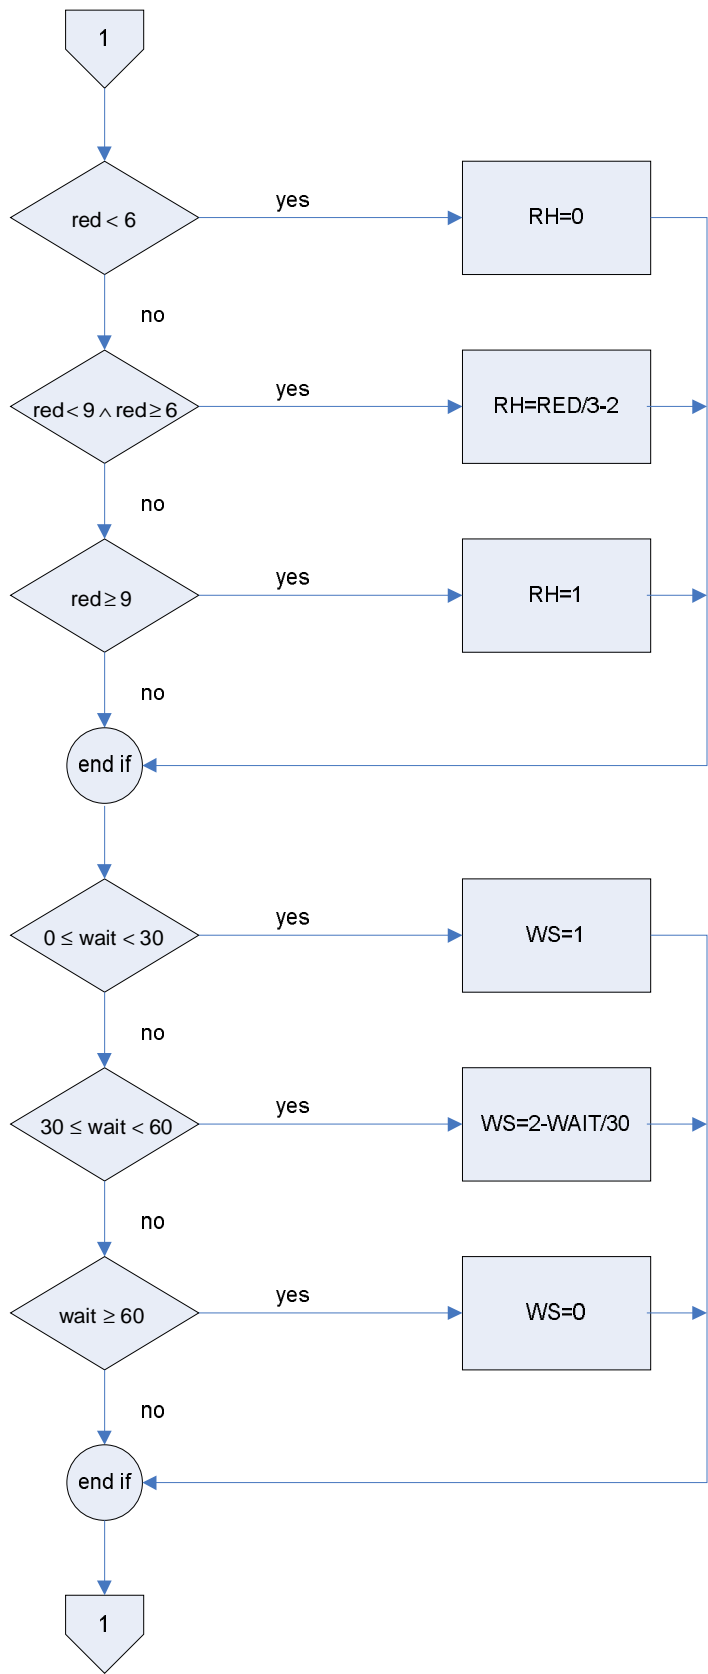 1
red < 6
yes
RH=0
no
red< 9 ∧ red ≥ 6
yes
RH=RED/3-2
no
red ≥ 9
yes
RH=1
no
end if
0 ≤ wait < 30
yes
WS=1
no
30 ≤ wait < 60
yes
WS=2-WAIT/30
no
wait ≥ 60
yes
WS=0
no
end if
1